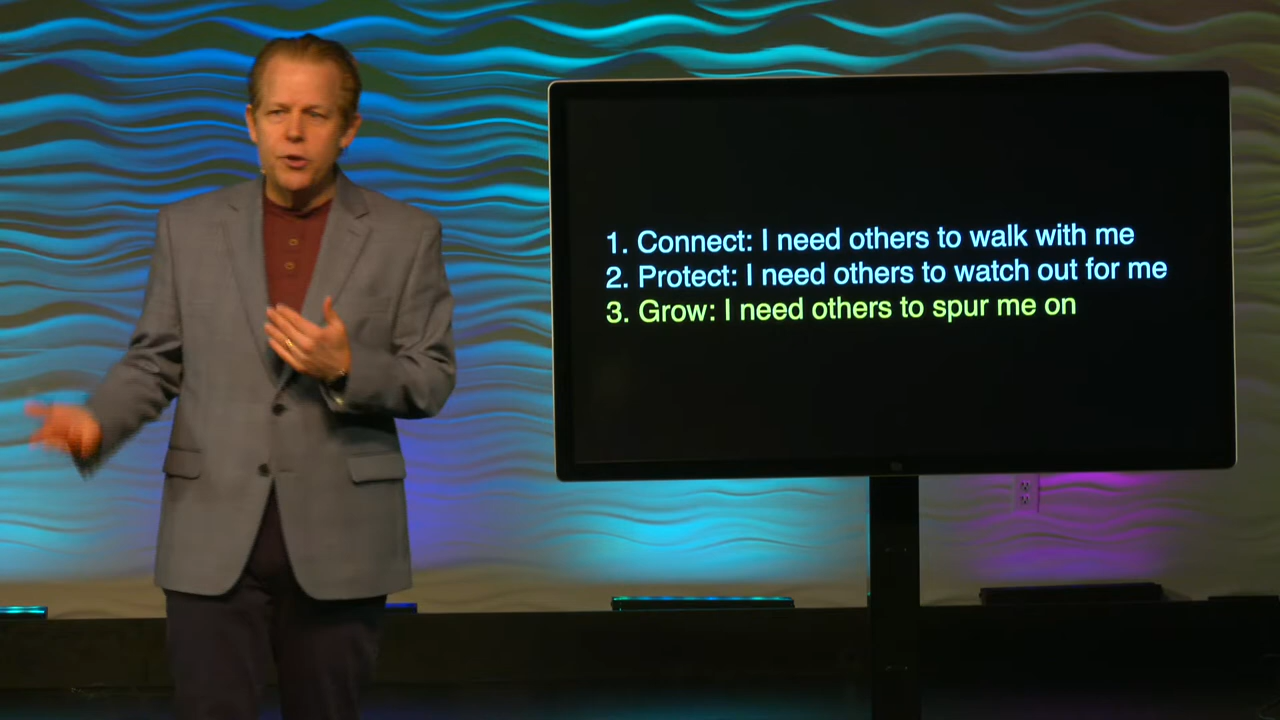 1. Connect: I need others to walk with me
2. Protect: I need others to watch out for me
3. Grow: I need others to spur me on